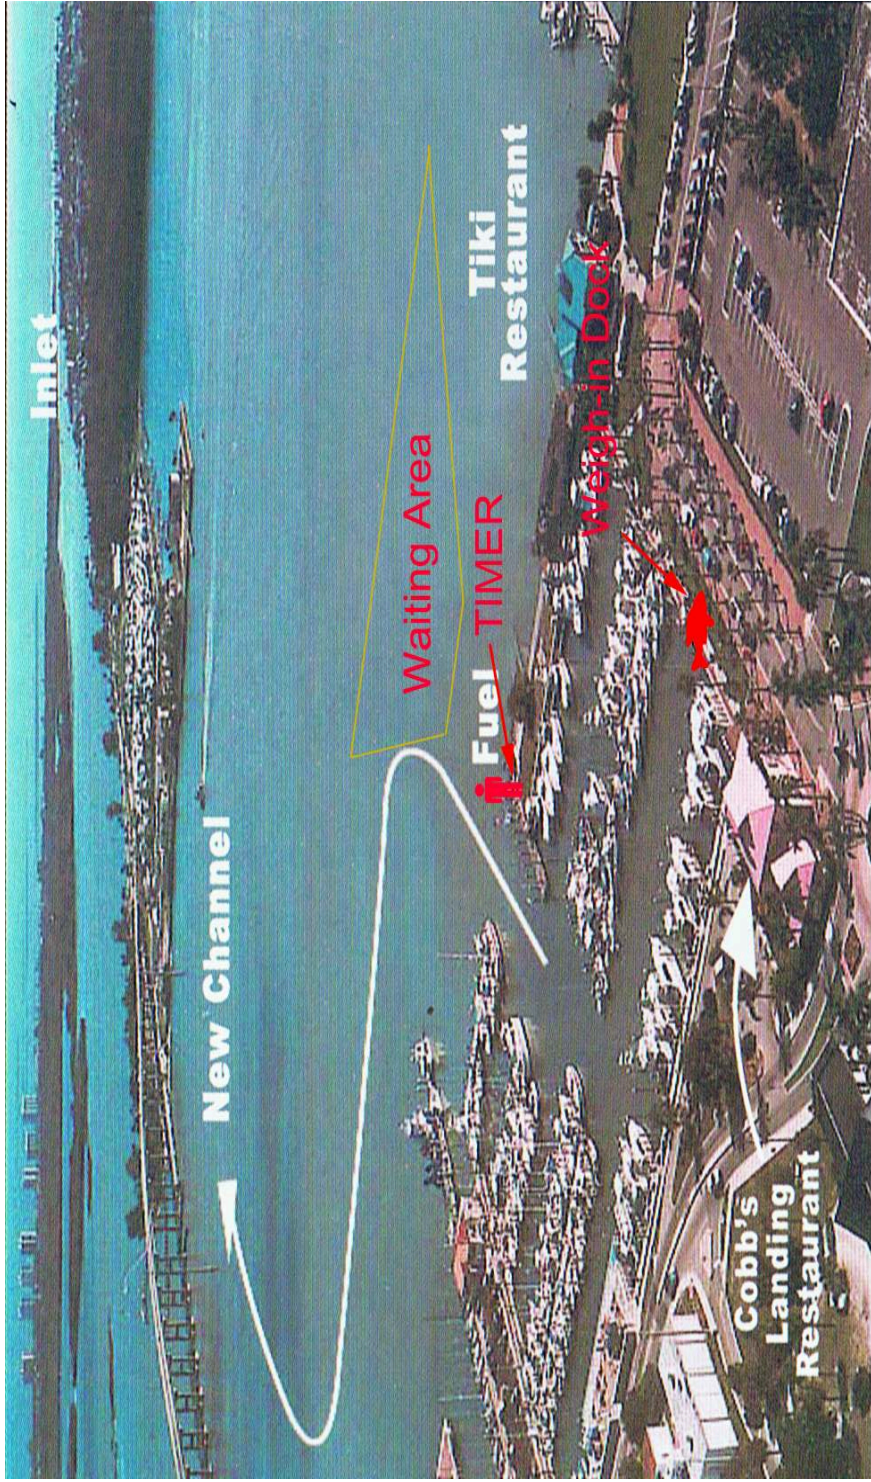 Inlet
New Channel
Waiting Area
Tiki
Restaurant
Fuel
TIMER
Weigh-in Dock
Cobb's
Landing
Restaurant